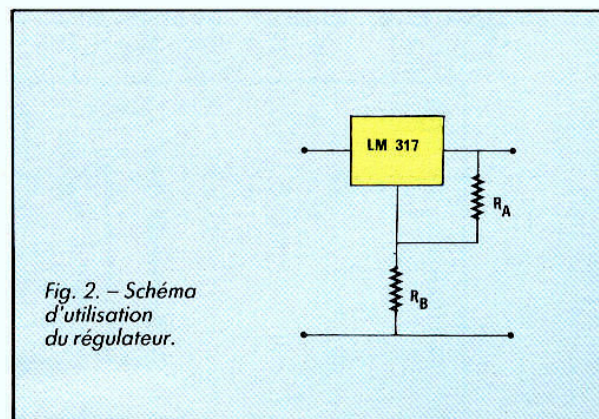 LM 317
R_A
R_B
Fig. 2. – Schéma
d'utilisation
du régulateur.